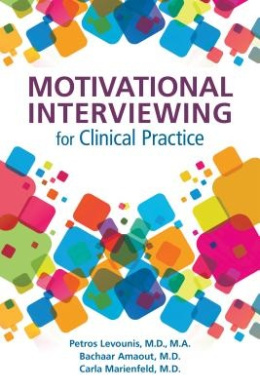 MOTIVATIONAL
INTERVIEWING
for Clinical Practice
Petros Levounis, M.D., M.A.
Bachaar Arnaout, M.D.
Carla Marienfeld, M.D.